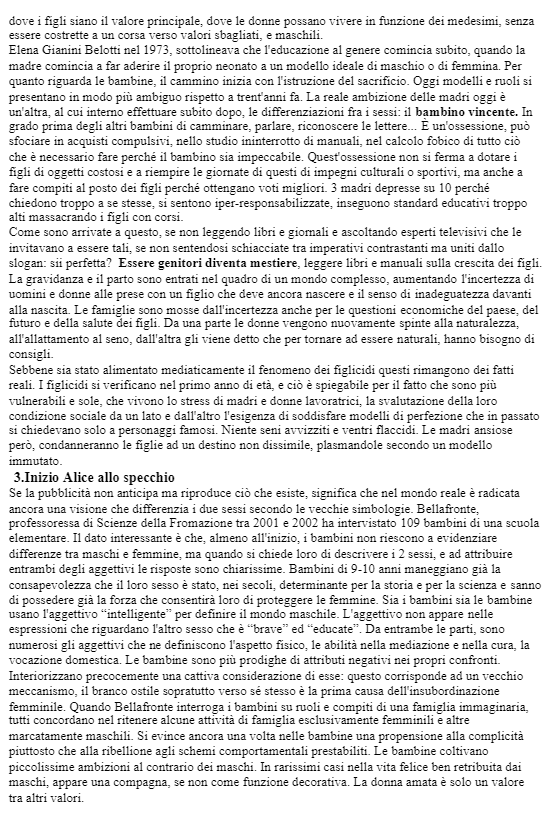 dove i figli siano il valore principale, dove le donne possano vivere in funzione dei medesimi, senza
essere costrette a un corsa verso valori sbagliati, e maschili.
Elena Gianini Belotti nel 1973, sottolineava che l'educazione al genere comincia subito, quando la
madre comincia a far aderire il proprio neonato a un modello ideale di maschio o di femmina. Per
quanto riguarda le bambine, il cammino inizia con l'istruzione del sacrificio. Oggi modelli e ruoli si
presentano in modo più ambiguo rispetto a trent'anni fa. La reale ambizione delle madri oggi è
un'altra, al cui interno effettuare subito dopo, le differenziazioni fra i sessi: il bambino vincente. In
grado prima degli altri bambini di camminare, parlare, riconoscere le lettere... È un'ossessione, può
sfociare in acquisti compulsivi, nello studio ininterrotto di manuali, nel calcolo fobico di tutto ciò
che è necessario fare perché il bambino sia impeccabile. Quest'ossessione non si ferma a dotare i
figli di oggetti costosi e a riempire le giornate di questi di impegni culturali o sportivi, ma anche a
fare compiti al posto dei figli perché ottengano voti migliori. 3 madri depresse su 10 perché
chiedono troppo a se stesse, si sentono iper-responsabilizzate, inseguono standard educativi troppo
alti massacrando i figli con corsi.
Come sono arrivate a questo, se non leggendo libri e giornali e ascoltando esperti televisivi che le
invitavano a essere tali, se non sentendosi schiacciate tra imperativi contrastanti ma uniti dallo
slogan: sii perfetta? Essere genitori diventa mestiere, leggere libri e manuali sulla crescita dei figli.
La gravidanza e il parto sono entrati nel quadro di un mondo complesso, aumentando l'incertezza di
uomini e donne alle prese con un figlio che deve ancora nascere e il senso di inadeguatezza davanti
alla nascita. Le famiglie sono mosse dall'incertezza anche per le questioni economiche del paese, del
futuro e della salute dei figli. Da una parte le donne vengono nuovamente spinte alla naturalezza,
all'allattamento al seno, dall'altra gli viene detto che per tornare ad essere naturali, hanno bisogno di
consigli.
Sebbene sia stato alimentato mediaticamente il fenomeno dei figlicidi questi rimangono dei fatti
reali. I figlicidi si verificano nel primo anno di età, e ciò è spiegabile per il fatto che sono più
vulnerabili e sole, che vivono lo stress di madri e donne lavoratrici, la svalutazione della loro
condizione sociale da un lato e dall'altro l'esigenza di soddisfare modelli di perfezione che in passato
si chiedevano solo a personaggi famosi. Niente seni avvizziti e ventri flaccidi. Le madri ansiose
però, condanneranno le figlie ad un destino non dissimile, plasmandole secondo un modello
immutato.
3.Inizio Alice allo specchio
Se la pubblicità non anticipa ma riproduce ciò che esiste, significa che nel mondo reale è radicata
ancora una visione che differenzia i due sessi secondo le vecchie simbologie. Bellafronte,
professoressa di Scienze della Fromazione tra 2001 e 2002 ha intervistato 109 bambini di una scuola
elementare. Il dato interessante è che, almeno all'inizio, i bambini non riescono a evidenziare
differenze tra maschi e femmine, ma quando si chiede loro di descrivere i 2 sessi, e ad attribuire
entrambi degli aggettivi le risposte sono chiarissime. Bambini di 9-10 anni maneggiano già la
consapevolezza che il loro sesso è stato, nei secoli, determinante per la storia e per la scienza e sanno
di possedere già la forza che consentirà loro di proteggere le femmine. Sia i bambini sia le bambine
usano l'aggettivo “intelligente” per definire il mondo maschile. L'aggettivo non appare nelle
espressioni che riguardano l'altro sesso che è “brave” ed “educate”. Da entrambe le parti, sono
numerosi gli aggettivi che ne definiscono l'aspetto fisico, le abilità nella mediazione e nella cura, la
vocazione domestica. Le bambine sono più prodighe di attributi negativi nei propri confronti.
Interiorizzano precocemente una cattiva considerazione di esse: questo corrisponde ad un vecchio
meccanismo, il branco ostile sopratutto verso sé stesso è la prima causa dell'insubordinazione
femminile. Quando Bellafronte interroga i bambini su ruoli e compiti di una famiglia immaginaria,
tutti concordano nel ritenere alcune attività di famiglia esclusivamente femminili e altre
marcatamente maschili. Si evince ancora una volta nelle bambine una propensione alla complicità
piuttosto che alla ribellione agli schemi comportamentali prestabiliti. Le bambine coltivano
piccolissime ambizioni al contrario dei maschi. In rarissimi casi nella vita felice ben retribuita dai
maschi, appare una compagna, se non come funzione decorativa. La donna amata è solo un valore
tra altri valori.